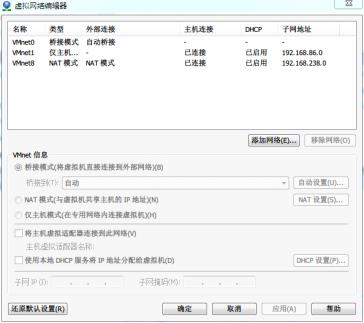 虚拟网络编辑器
名称 类型 外部连接 主机连接 DHCP 子网地址
VMnet0 桥接模式 自动桥接 - - -
VMnet1 仅主机... - 已连接 已启用 192.168.86.0
VMnet8 NAT 模式 NAT 模式 已连接 已启用 192.168.238.0
添加网络(E)... 移除网络(O)
VMnet 信息
桥接模式(将虚拟机直接连接到外部网络)(B)
桥接到(T): 自动 自动设置(U)...
NAT 模式(与虚拟机共享主机的 IP 地址)(N) NAT 设置(S)...
仅主机模式(在专用网络内连接虚拟机)(H)
将主机虚拟适配器连接到此网络(V)
主机虚拟适配器名称:
使用本地 DHCP 服务将 IP 地址分配给虚拟机(D) DHCP 设置(P)...
子网 IP (I): . . . 子网掩码(M): . . .
还原默认设置(R) 确定 取消 应用(A) 帮助